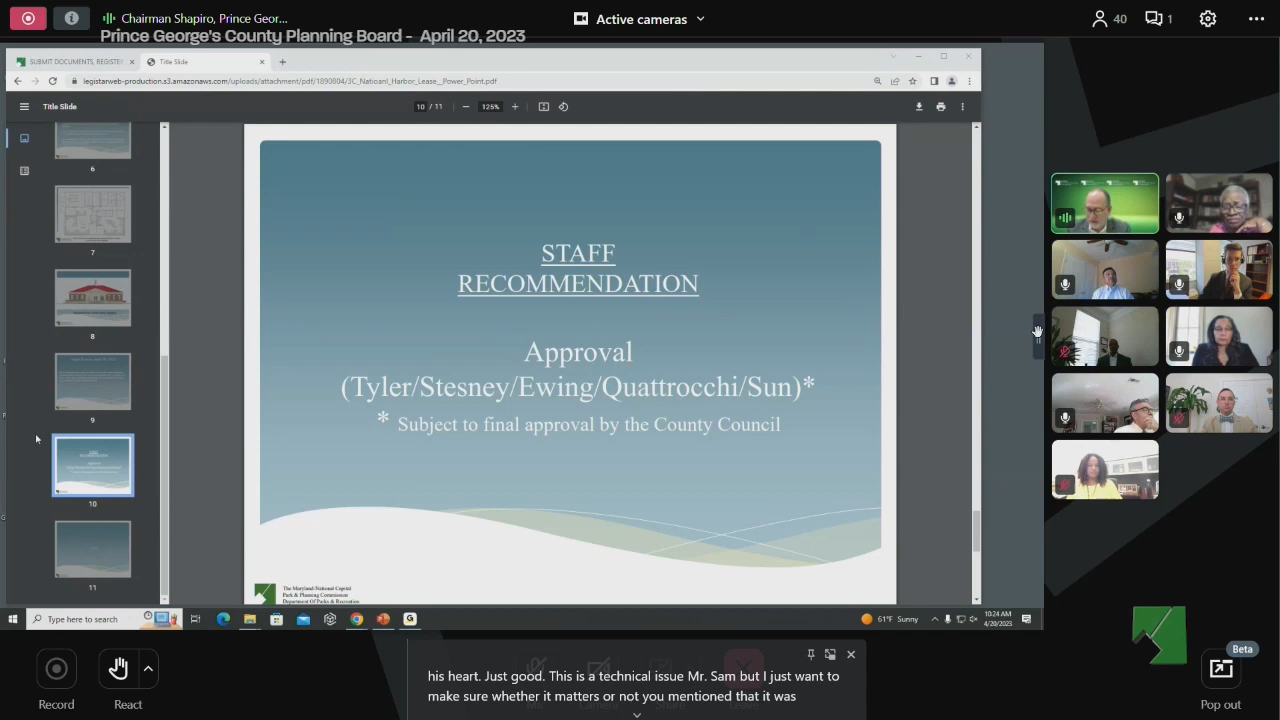 Chairman Shapiro, Prince Geor...
Active cameras
40
1
Prince George's County Planning Board - April 20, 2023
SUBMIT DOCUMENTS, REGISTE
Title Slide
legistarweb-production.s3.amazonaws.com/uploads/attachment/pdf/1890804/3C_Natioanl_Harbor_Lease__Power_Point.pdf
Title Slide
10 / 11
125%
6
7
8
9
10
11
STAFF
RECOMMENDATION
Approval
(Tyler/Stesney/Ewing/Quattrocchi/Sun)*
* Subject to final approval by the County Council
The Maryland-National Capital
Park & Planning Commission
Department Of Parks & Recreation
Type here to search
61°F Sunny
10:24 AM
4/20/2023
Record
React
his heart. Just good. This is a technical issue Mr. Sam but I just want to
make sure whether it matters or not you mentioned that it was
Beta
Pop out